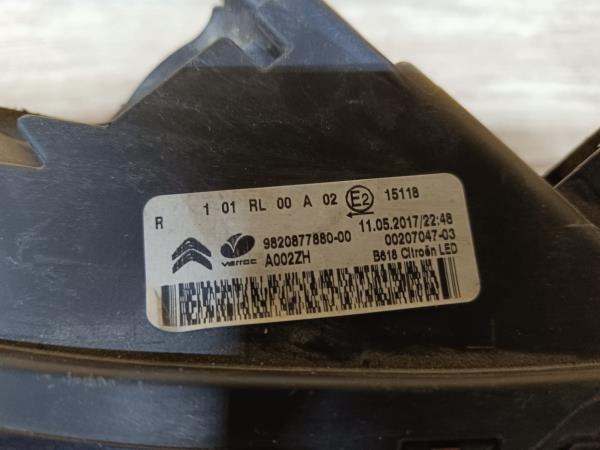 R 1 01 RL 00 A 02 E2 15118
9820877880-00 11.05.2017/22:48
varroc A002ZH 00207047-03
B618 Citroën LED